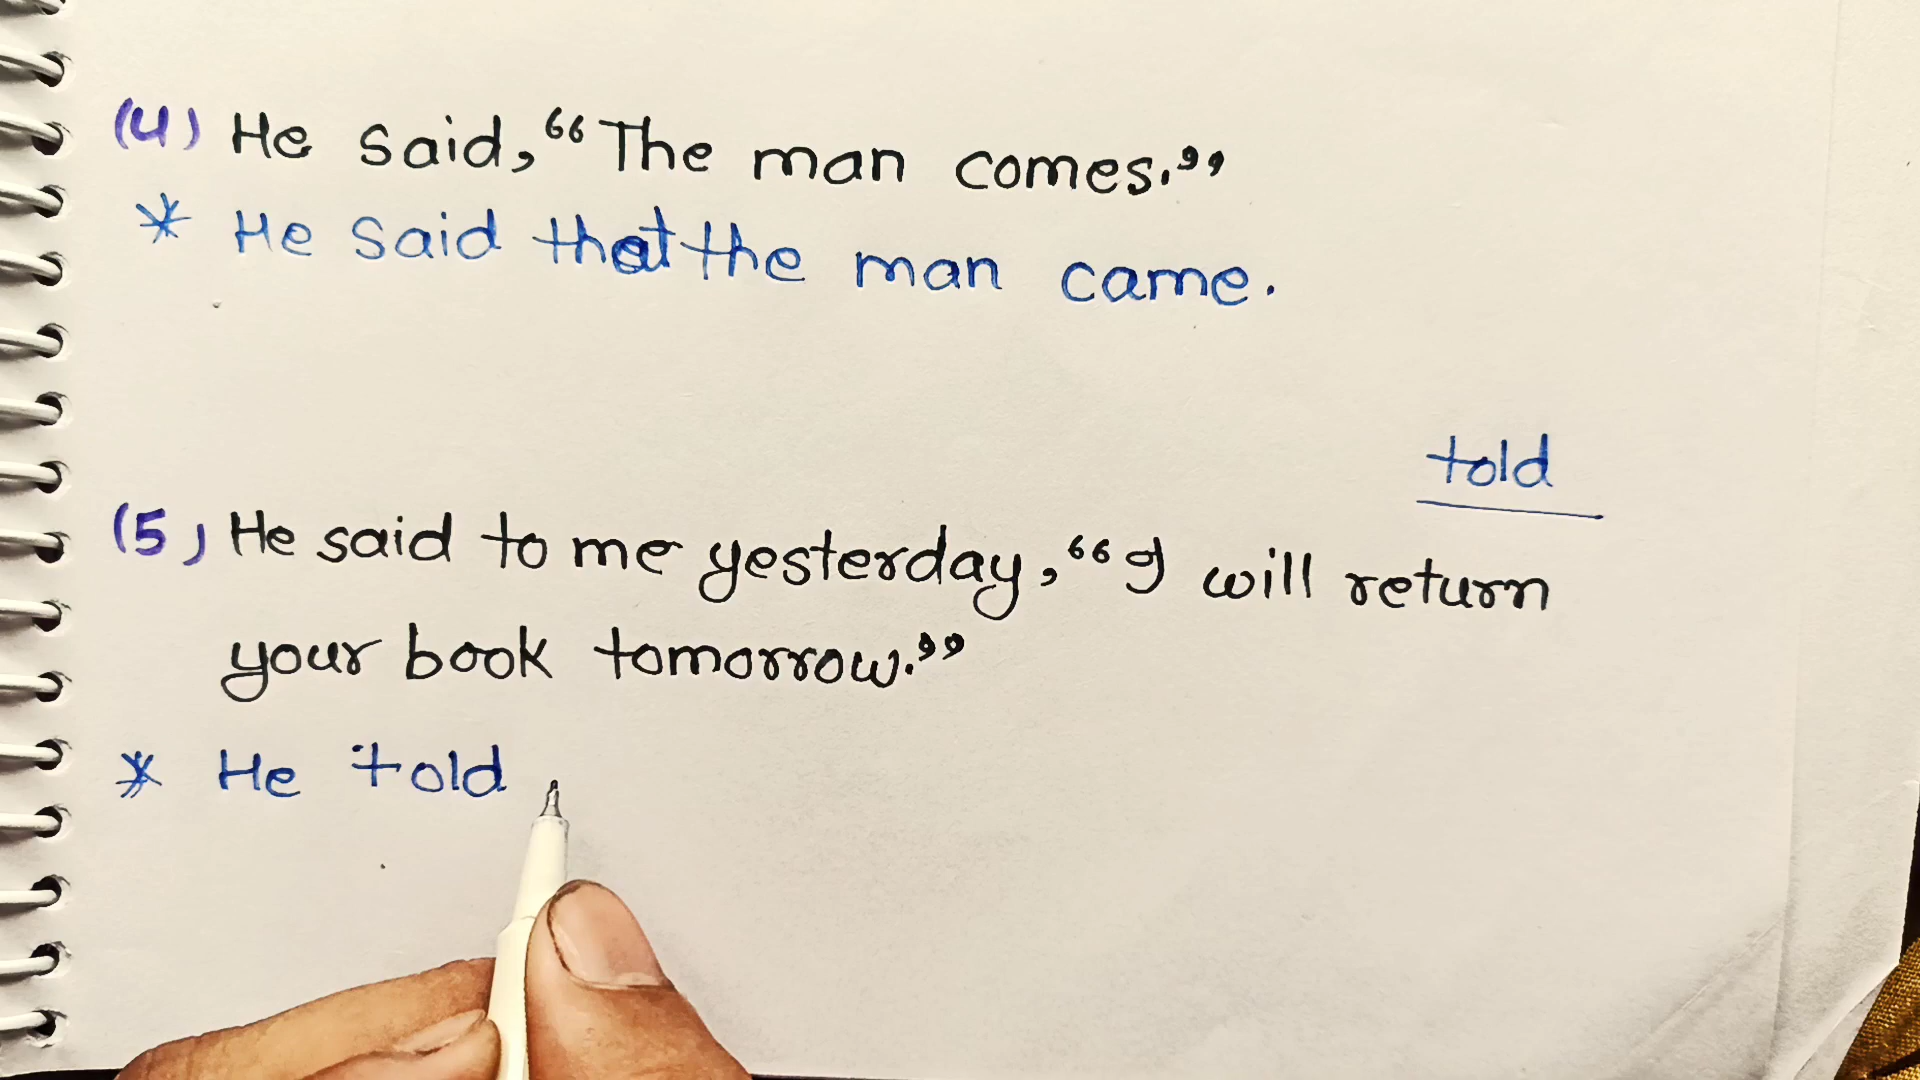 (4) He said, “The man comes.”
* He said that the man came.
told
(5) He said to me yesterday, “I will return
your book tomorrow.”
* He told